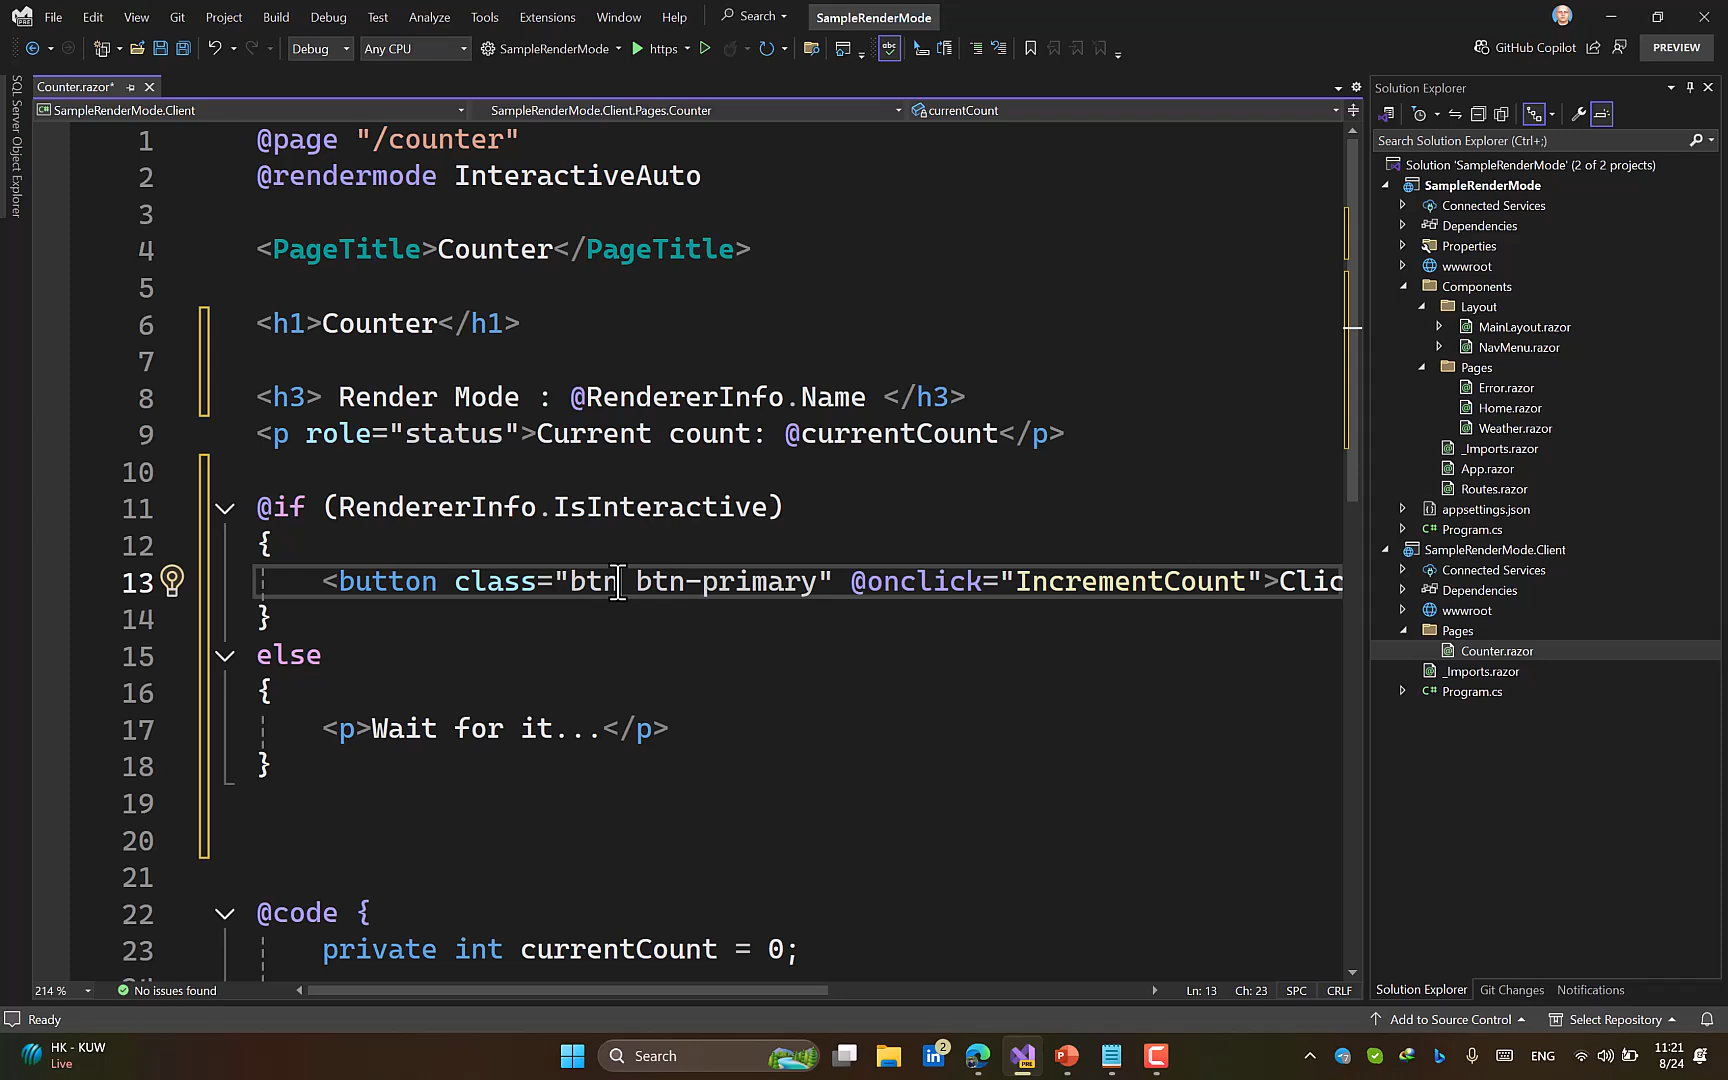 File Edit View Git Project Build Debug Test Analyze Tools Extensions Window Help Search SampleRenderMode
Debug Any CPU SampleRenderMode https GitHub Copilot PREVIEW
SQL Server Object Explorer
Counter.razor*
SampleRenderMode.Client SampleRenderMode.Client.Pages.Counter currentCount
1 @page "/counter"
2 @rendermode InteractiveAuto
3
4 <PageTitle>Counter</PageTitle>
5
6 <h1>Counter</h1>
7
8 <h3> Render Mode : @RendererInfo.Name </h3>
9 <p role="status">Current count: @currentCount</p>
10
11 @if (RendererInfo.IsInteractive)
12 {
13 <button class="btn btn-primary" @onclick="IncrementCount">Clic
14 }
15 else
16 {
17 <p>Wait for it...</p>
18 }
19
20
21
22 @code {
23 private int currentCount = 0;
214 % No issues found Ln: 13 Ch: 23 SPC CRLF
Solution Explorer
Search Solution Explorer (Ctrl+;)
Solution 'SampleRenderMode' (2 of 2 projects)
SampleRenderMode
Connected Services
Dependencies
Properties
wwwroot
Components
Layout
MainLayout.razor
NavMenu.razor
Pages
Error.razor
Home.razor
Weather.razor
_Imports.razor
App.razor
Routes.razor
appsettings.json
C# Program.cs
SampleRenderMode.Client
Connected Services
Dependencies
wwwroot
Pages
Counter.razor
_Imports.razor
C# Program.cs
Solution Explorer Git Changes Notifications
Ready Add to Source Control Select Repository
HK - KUW
Live
Search
2
PRE
ENG
11:21
8/24